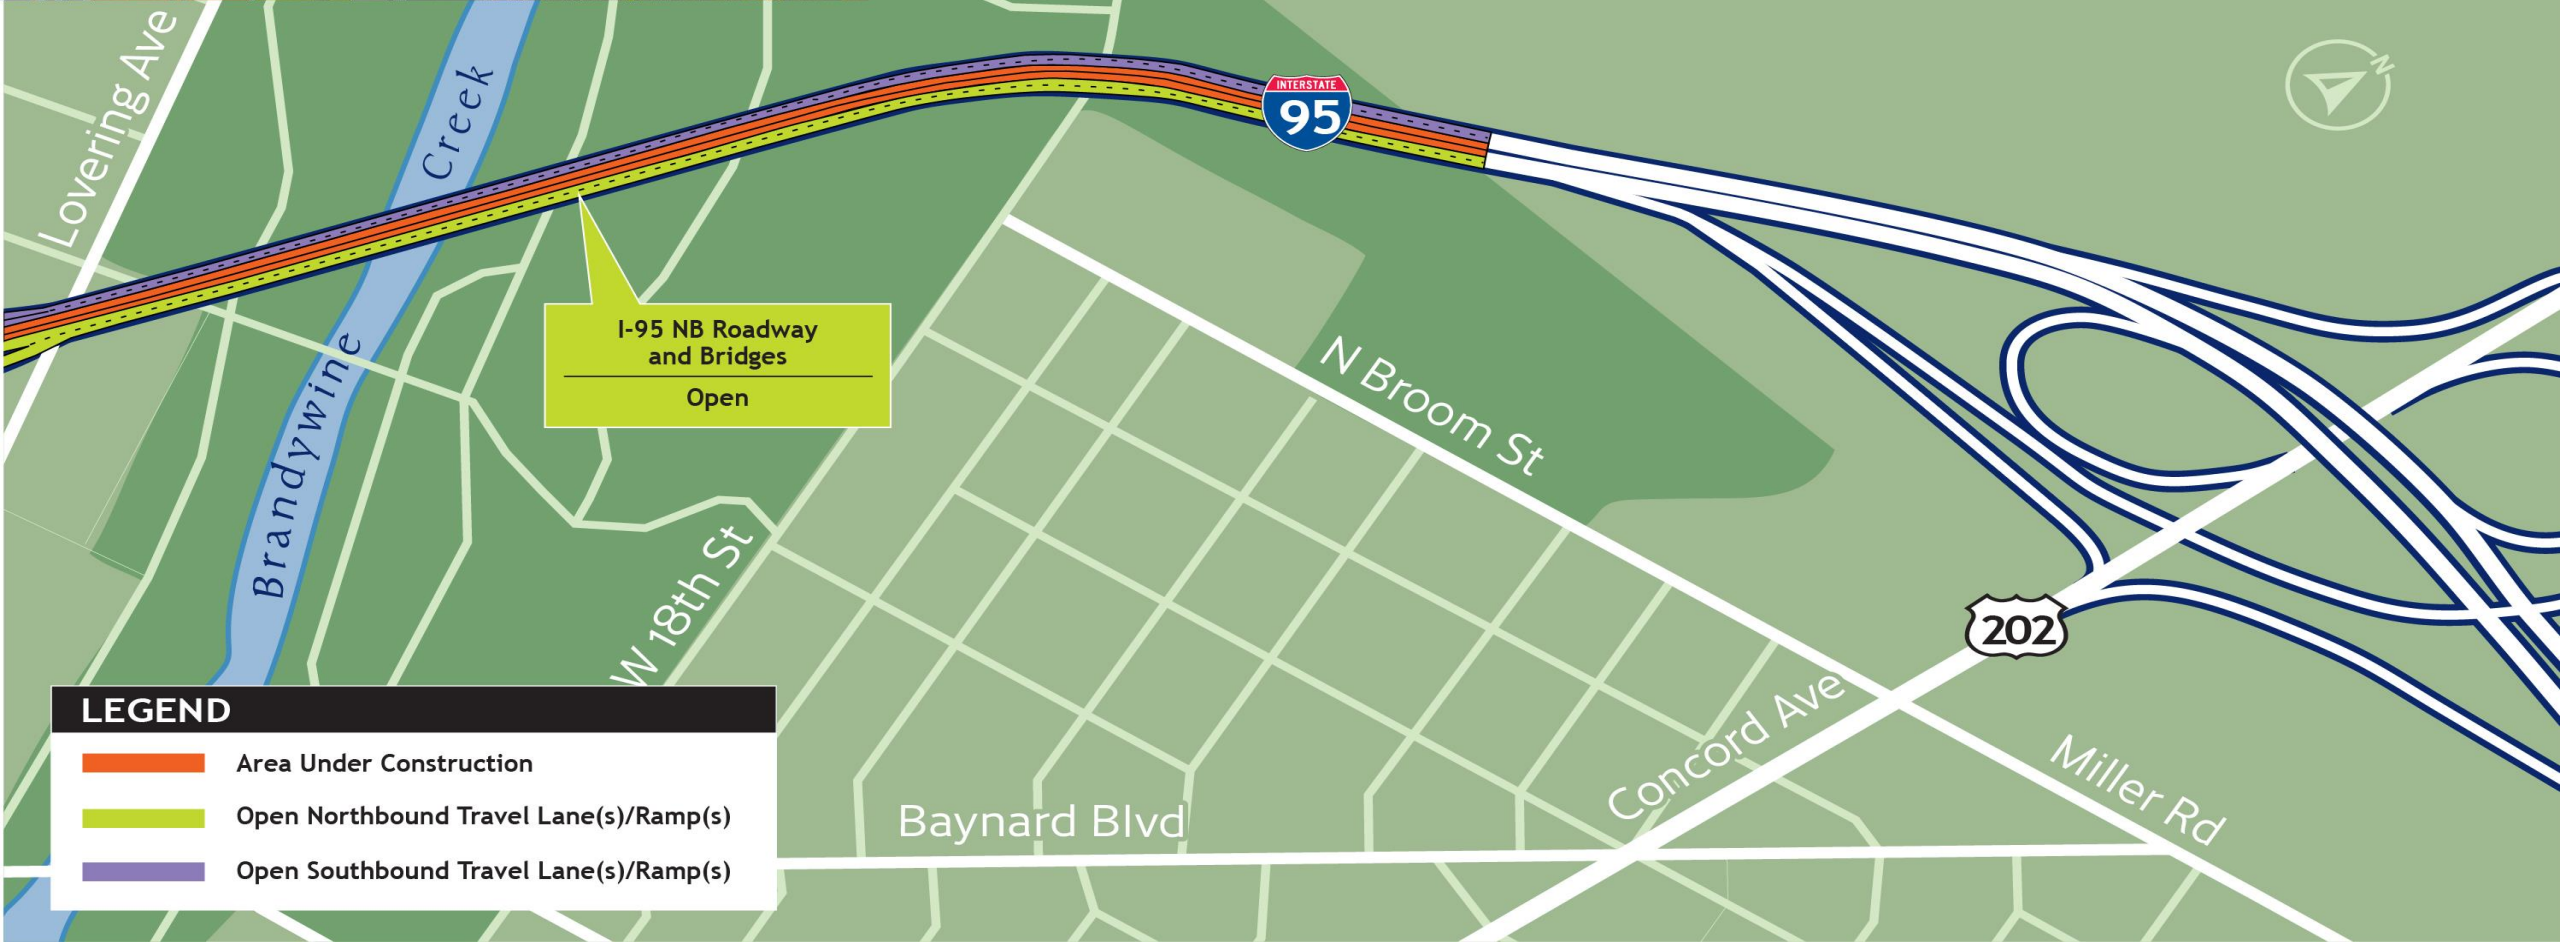 Lovering Ave
Brandywine Creek
INTERSTATE
95
N
I-95 NB Roadway
and Bridges
Open
N Broom St
W 18th St
202
Concord Ave
Miller Rd
Baynard Blvd
LEGEND
Area Under Construction
Open Northbound Travel Lane(s)/Ramp(s)
Open Southbound Travel Lane(s)/Ramp(s)